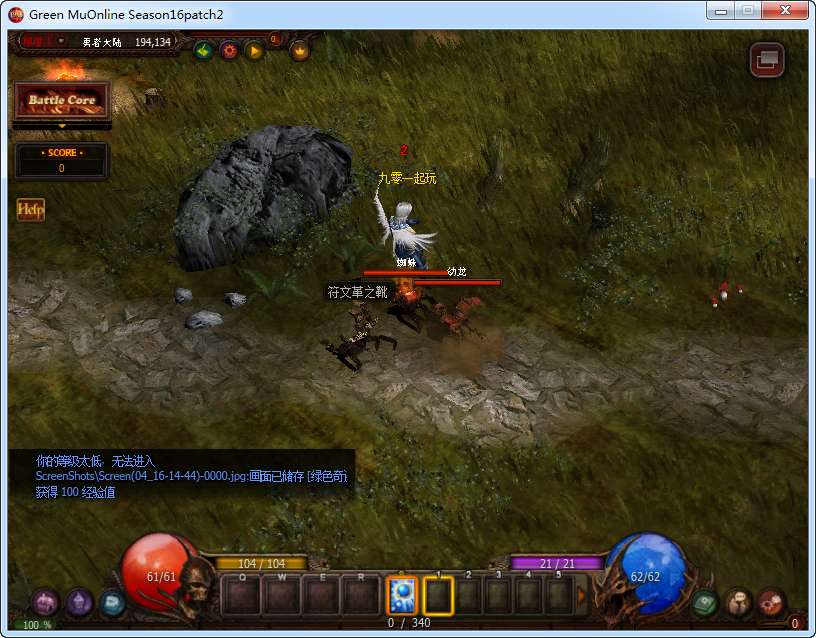 Green MuOnline Season16patch2
勇者大陆 194,134
0
Battle Core
• SCORE •
0
Help
2
九零一起玩
蜘蛛
幼龙
符文革之靴
你的等级太低，无法进入
ScreenShots\Screen(04_16-14-44)-0000.jpg:画面已储存 [绿色奇]
获得 100 经验值
104 / 104
21 / 21
61/61
Q W E R 0 1 2 3 4 5
62/62
0 / 340
100 %
0